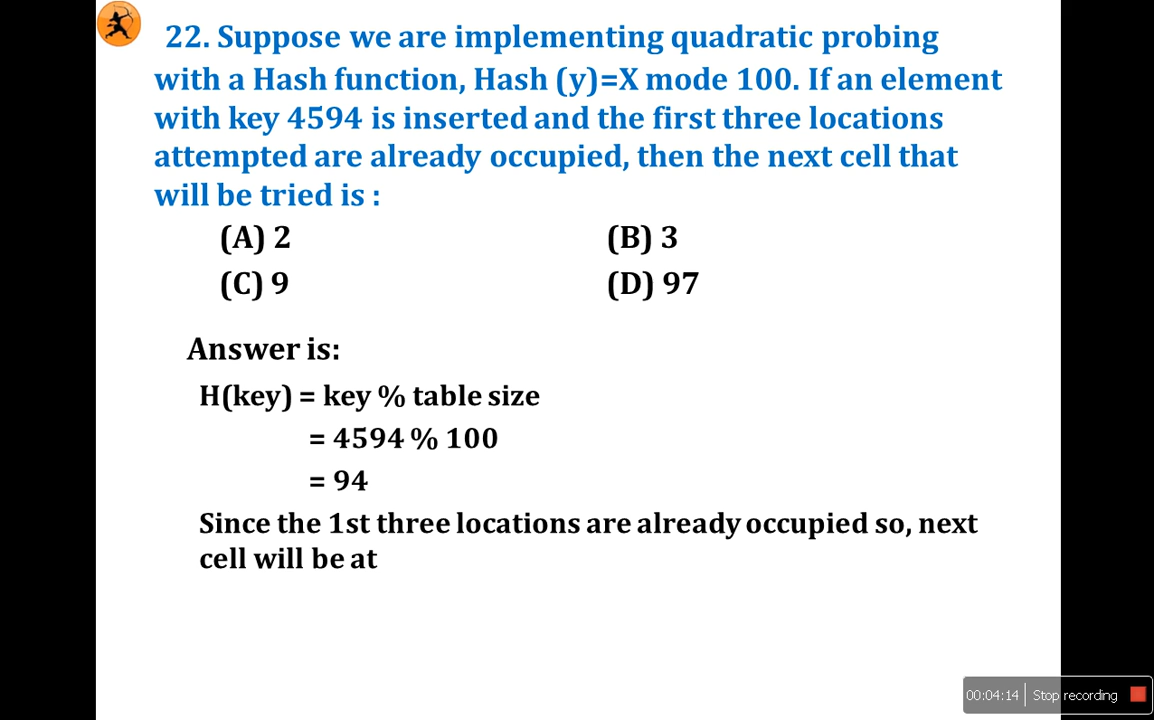 22. Suppose we are implementing quadratic probing
with a Hash function, Hash (y)=X mode 100. If an element
with key 4594 is inserted and the first three locations
attempted are already occupied, then the next cell that
will be tried is :
(A) 2 (B) 3
(C) 9 (D) 97
Answer is:
H(key) = key % table size
= 4594 % 100
= 94
Since the 1st three locations are already occupied so, next
cell will be at
00:04:14 Stop recording